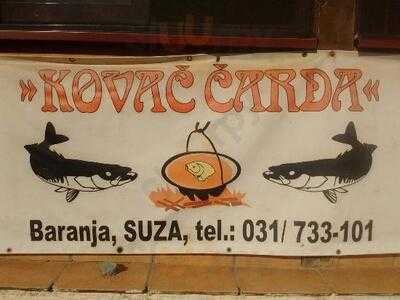 »KOVAČ ČARDA«
Baranja, SUZA, tel.: 031/ 733-101